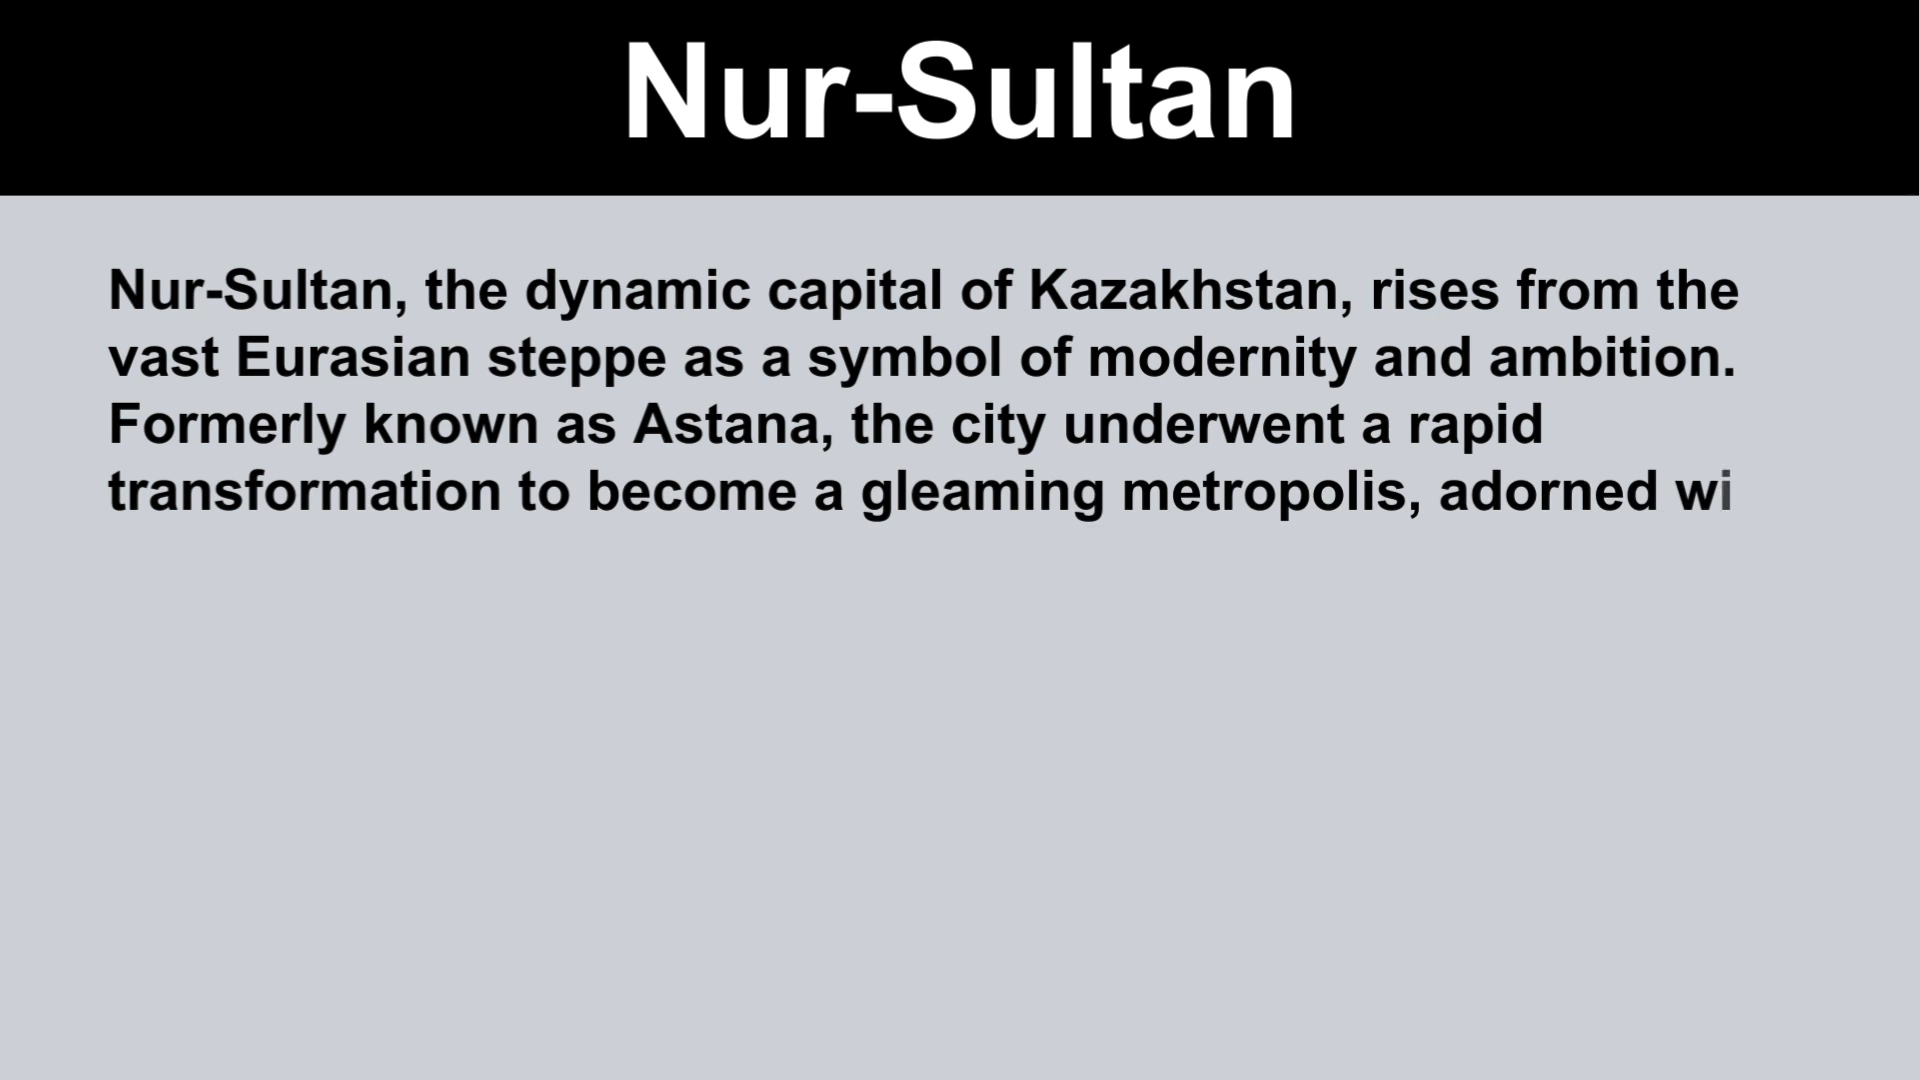 Nur-Sultan
Nur-Sultan, the dynamic capital of Kazakhstan, rises from the
vast Eurasian steppe as a symbol of modernity and ambition.
Formerly known as Astana, the city underwent a rapid
transformation to become a gleaming metropolis, adorned wi